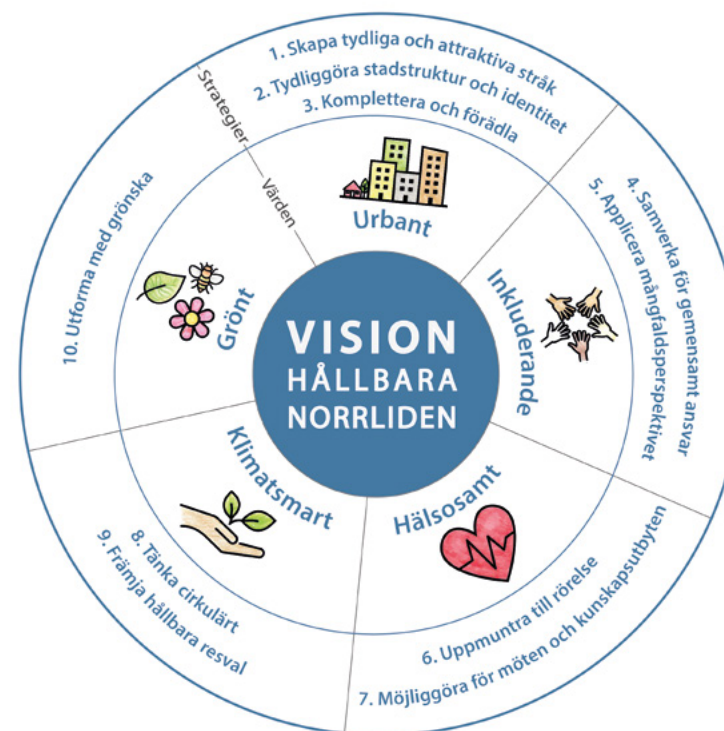 VISION
HÅLLBARA
NORRLIDEN
Strategier
Värden
Urbant
1. Skapa tydliga och attraktiva stråk
2. Tydliggöra stadstruktur och identitet
3. Komplettera och förädla
Inkluderande
4. Samverka för gemensamt ansvar
5. Applicera mångfaldsperspektivet
Hälsosamt
6. Uppmuntra till rörelse
7. Möjliggöra för möten och kunskapsutbyten
Klimatsmart
8. Tänka cirkulärt
9. Främja hållbara resval
Grönt
10. Utforma med grönska